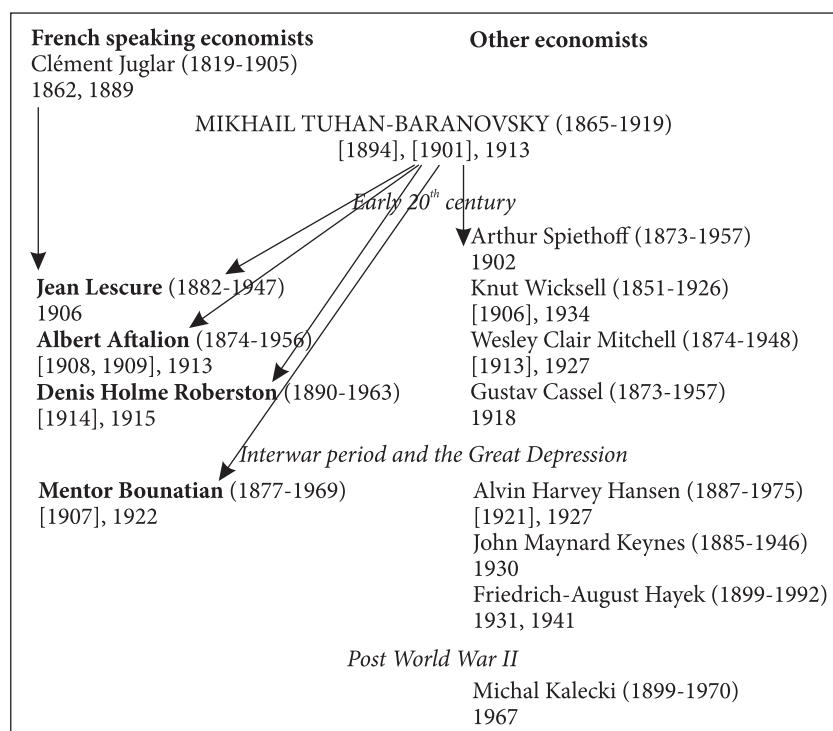 French speaking economists
Clément Juglar (1819-1905)
1862, 1889
Other economists
MIKHAIL TUHAN-BARANOVSKY (1865-1919)
[1894], [1901], 1913
Early 20th century
Jean Lescure (1882-1947)
1906
Albert Aftalion (1874-1956)
[1908, 1909], 1913
Denis Holme Roberston (1890-1963)
[1914], 1915
Arthur Spiethoff (1873-1957)
1902
Knut Wicksell (1851-1926)
[1906], 1934
Wesley Clair Mitchell (1874-1948)
[1913], 1927
Gustav Cassel (1873-1957)
1918
Interwar period and the Great Depression
Mentor Bounatian (1877-1969)
[1907], 1922
Alvin Harvey Hansen (1887-1975)
[1921], 1927
John Maynard Keynes (1885-1946)
1930
Friedrich-August Hayek (1899-1992)
1931, 1941
Post World War II
Michal Kalecki (1899-1970)
1967